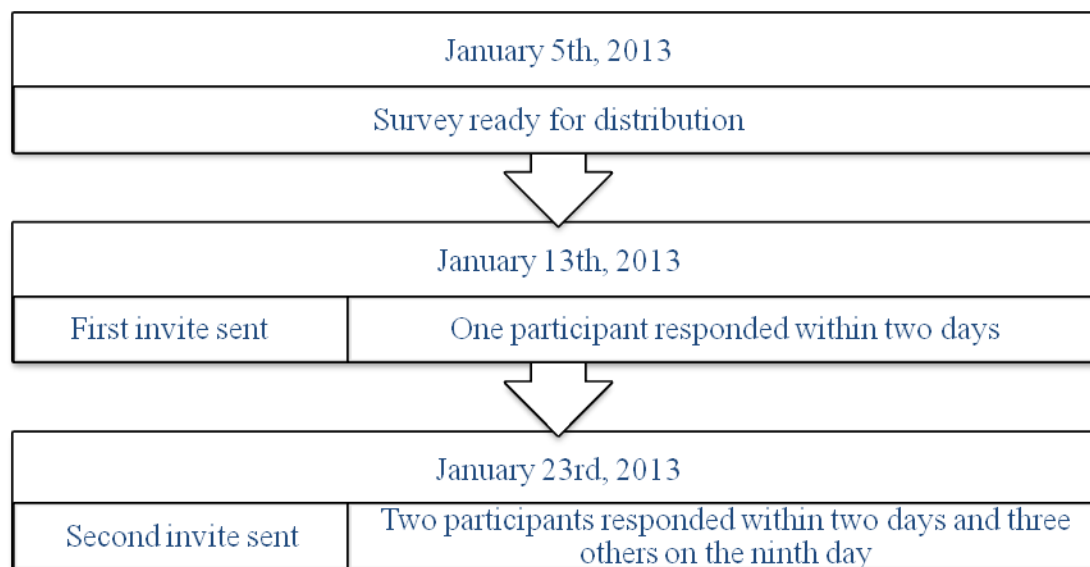 January 5th, 2013
Survey ready for distribution
January 13th, 2013
First invite sent
One participant responded within two days
January 23rd, 2013
Second invite sent
Two participants responded within two days and three
others on the ninth day